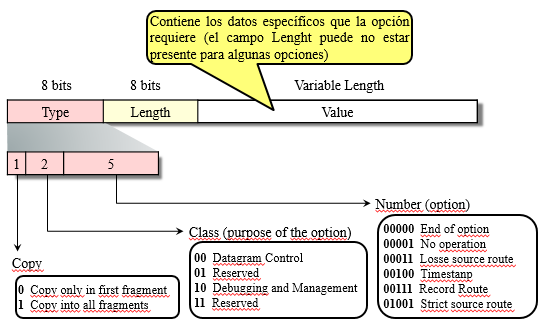 Contiene los datos específicos que la opción
requiere (el campo Lenght puede no estar
presente para algunas opciones)
8 bits
8 bits
Variable Length
Type
Length
Value
1
2
5
Number (option)
00000 End of option
00001 No operation
00011 Losse source route
00100 Timestanp
00111 Record Route
01001 Strict source route
Class (purpose of the option)
00 Datagram Control
01 Reserved
10 Debugging and Management
11 Reserved
Copy
0 Copy only in first fragment
1 Copy into all fragments